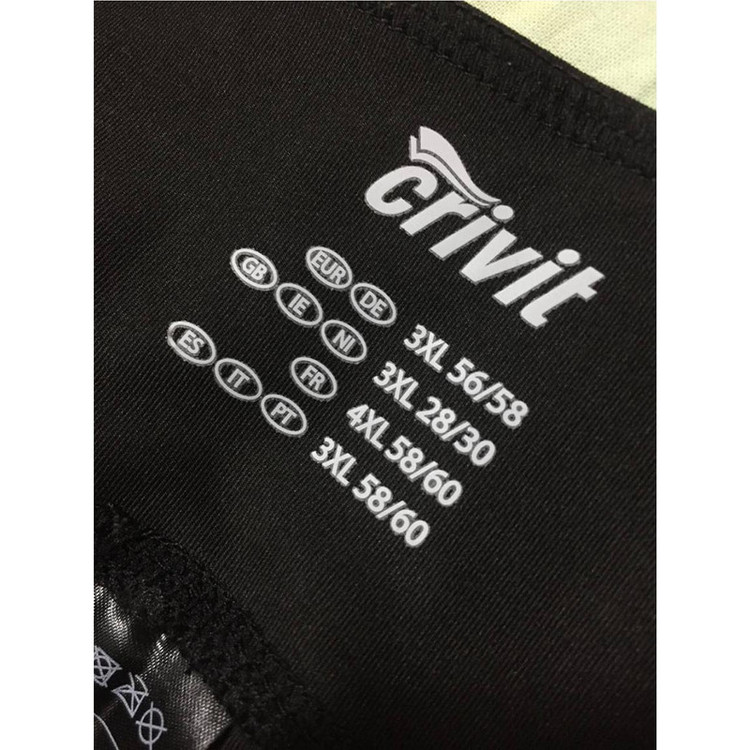 crivit
EUR DE 3XL 56/58
GB IE NI 3XL 28/30
FR 4XL 58/60
ES IT PT 3XL 58/60